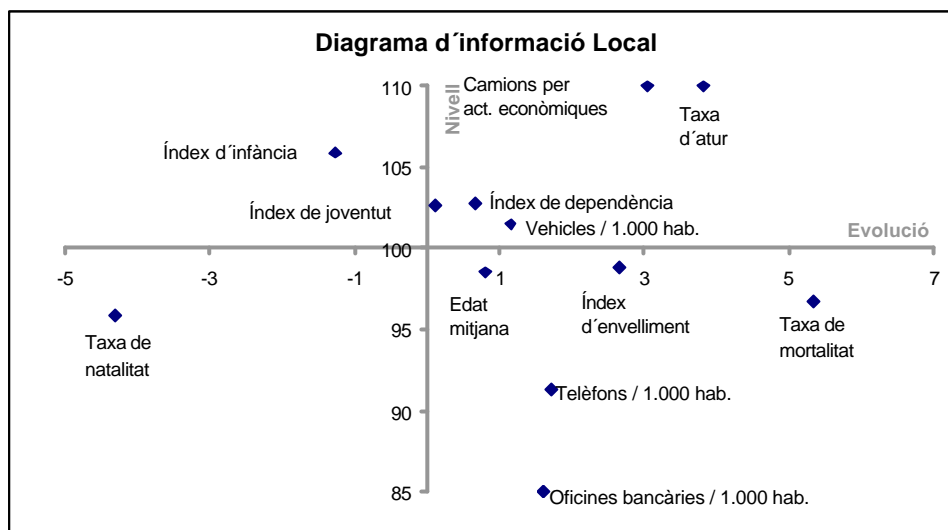 Diagrama d´informació Local
110
Nivell
Camions per
act. econòmiques
Taxa
d´atur
Índex d´infància
105
Índex de joventut
Índex de dependència
Vehicles / 1.000 hab.
Evolució
100
-5
-3
-1
1
3
5
7
Edat
mitjana
Índex
d´envelliment
Taxa de
mortalitat
Taxa de
natalitat
95
Telèfons / 1.000 hab.
90
85
Oficines bancàries / 1.000 hab.